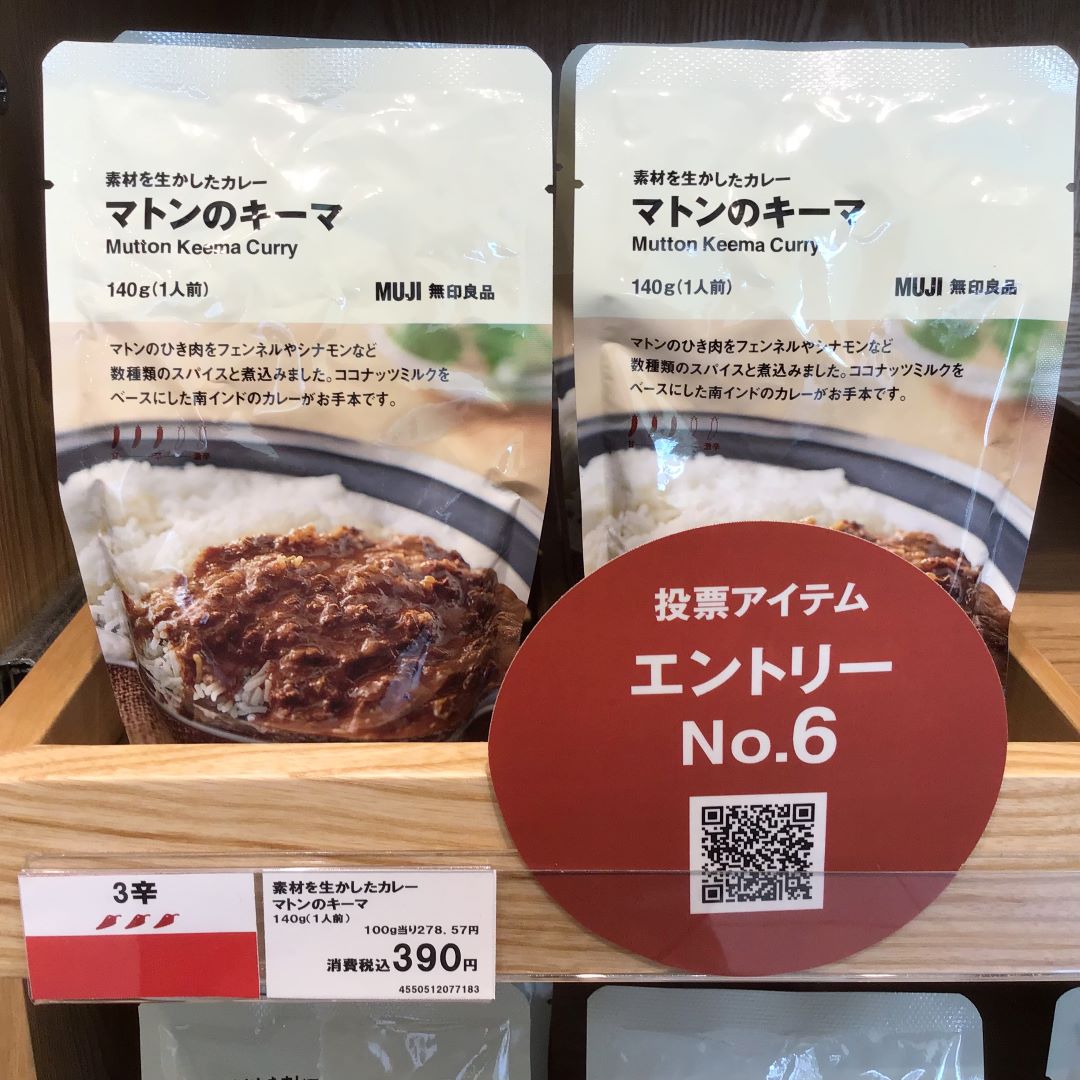 素材を生かしたカレー
マトンのキーマ
Mutton Keema Curry
140g(1人前)
MUJI 無印良品
マトンのひき肉をフェンネルやシナモンなど
数種類のスパイスと煮込みました。ココナッツミルクを
ベースにした南インドのカレーがお手本です。
甘 辛 激辛
素材を生かしたカレー
マトンのキーマ
Mutton Keema Curry
140g(1人前)
MUJI 無印良品
マトンのひき肉をフェンネルやシナモンなど
数種類のスパイスと煮込みました。ココナッツミルクを
ベースにした南インドのカレーがお手本です。
甘 激辛
投票アイテム
エントリー
No.6
3辛
素材を生かしたカレー
マトンのキーマ
140g(1人前)
100g当り278.57円
消費税込390円
4550512077183